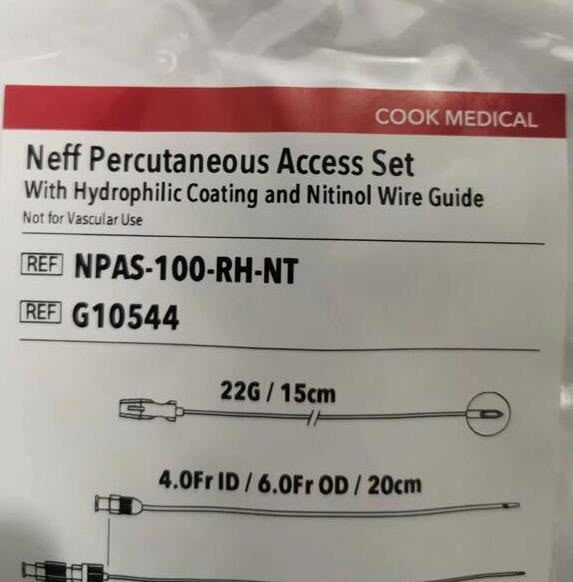 COOK MEDICAL
Neff Percutaneous Access Set
With Hydrophilic Coating and Nitinol Wire Guide
Not for Vascular Use
REF NPAS-100-RH-NT
REF G10544
22G / 15cm
4.0Fr ID / 6.0Fr OD / 20cm